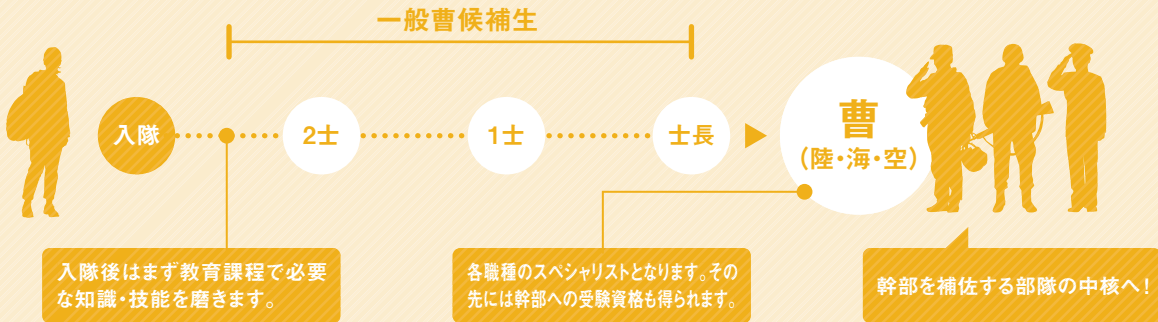 一般曹候補生
入隊
2士
1士
士長
曹
(陸・海・空)
入隊後はまず教育課程で必要
な知識・技能を磨きます。
各職種のスペシャリストとなります。その
先には幹部への受験資格も得られます。
幹部を補佐する部隊の中核へ!